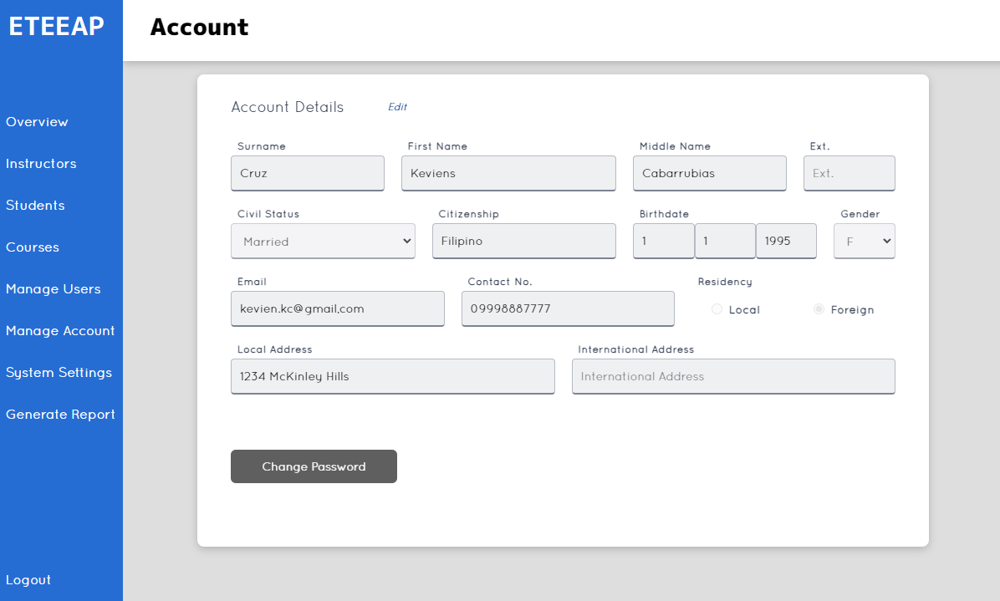 ETEEAP
Account
Overview
Instructors
Students
Courses
Manage Users
Manage Account
System Settings
Generate Report
Logout
Account Details Edit
Surname First Name Middle Name Ext.
Cruz Keviens Cabarrubias Ext.
Civil Status Citizenship Birthdate Gender
Married Filipino 1 1 1995 F
Email Contact No. Residency
kevien.kc@gmail.com 09998887777 Local Foreign
Local Address International Address
1234 McKinley Hills International Address
Change Password